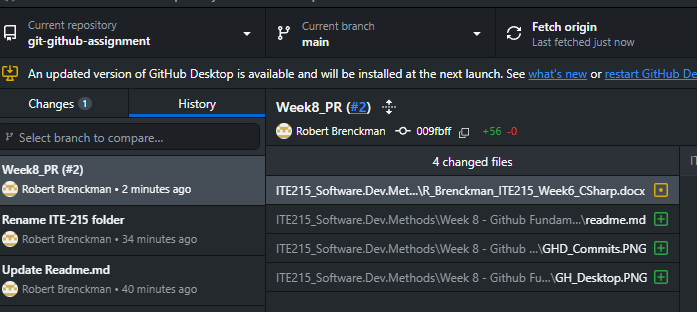 Current repository
git-github-assignment
Current branch
main
Fetch origin
Last fetched just now
An updated version of GitHub Desktop is available and will be installed at the next launch. See what's new or restart GitHub De
Changes 1
History
Select branch to compare...
Week8_PR (#2)
Robert Brenckman • 2 minutes ago
Rename ITE-215 folder
Robert Brenckman • 34 minutes ago
Update Readme.md
Robert Brenckman • 40 minutes ago
Week8_PR (#2)
Robert Brenckman 009fbff +56 -0
4 changed files
ITE215_Software.Dev.Met...\R_Brenckman_ITE215_Week6_CSharp.docx
ITE215_Software.Dev.Methods\Week 8 - Github Fundam...\readme.md
ITE215_Software.Dev.Methods\Week 8 - Github ...\GHD_Commits.PNG
ITE215_Software.Dev.Methods\Week 8 - Github Fu...\GH_Desktop.PNG